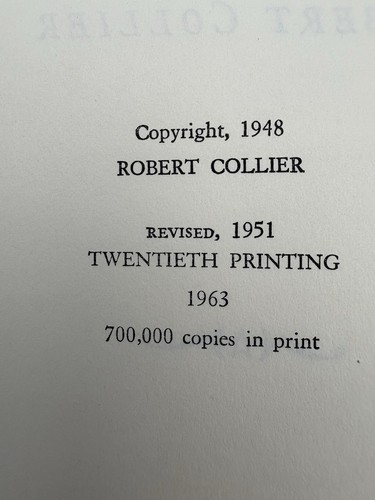 Copyright, 1948
ROBERT COLLIER
REVISED, 1951
TWENTIETH PRINTING
1963
700,000 copies in print